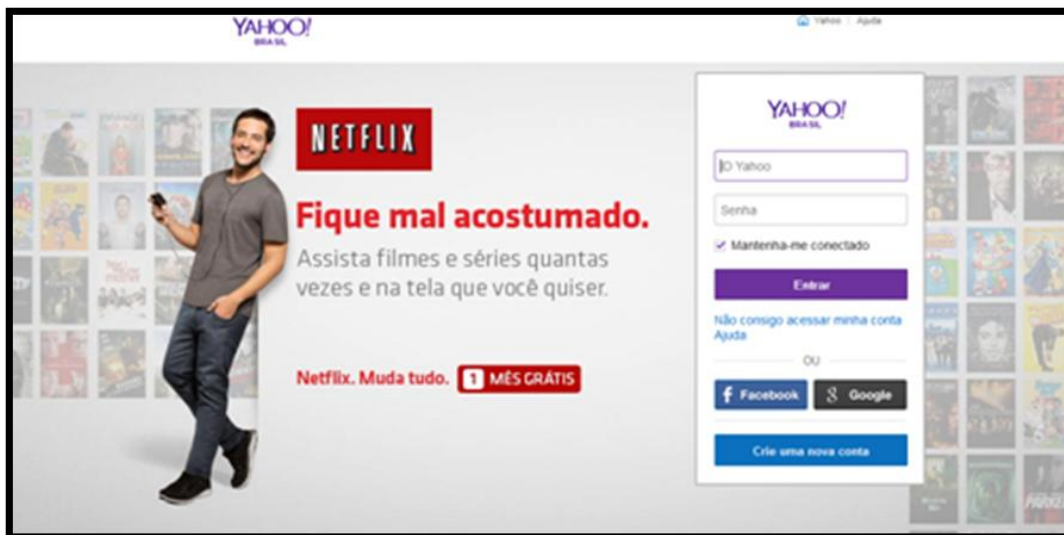 YAHOO!
BRASIL
Yahoo Ajuda
NETFLIX
Fique mal acostumado.
Assista filmes e séries quantas
vezes e na tela que você quiser.
Netflix. Muda tudo. 1 MÊS GRÁTIS
YAHOO!
BRASIL
ID Yahoo
Senha
Mantenha-me conectado
Entrar
Não consigo acessar minha conta
Ajuda
OU
f Facebook
8 Google
Crie uma nova conta